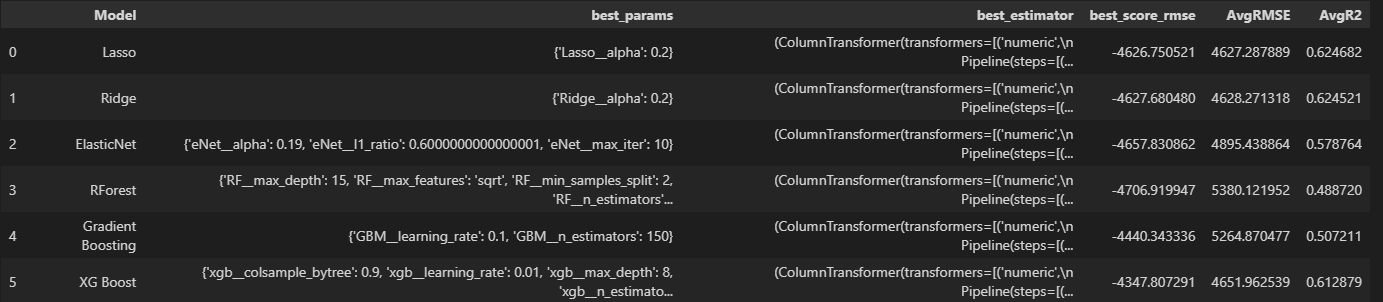 Model best_params best_estimator best_score_rmse AvgRMSE AvgR2
0 Lasso {'Lasso__alpha': 0.2} (ColumnTransformer(transformers=[('numeric',\n -4626.750521 4627.287889 0.624682
Pipeline(steps=[(...
1 Ridge {'Ridge__alpha': 0.2} (ColumnTransformer(transformers=[('numeric',\n -4627.680480 4628.271318 0.624521
Pipeline(steps=[(...
2 ElasticNet {'eNet__alpha': 0.19, 'eNet__l1_ratio': 0.6000000000000001, 'eNet__max_iter': 10} (ColumnTransformer(transformers=[('numeric',\n -4657.830862 4895.438864 0.578764
Pipeline(steps=[(...
3 RForest {'RF__max_depth': 15, 'RF__max_features': 'sqrt', 'RF__min_samples_split': 2, (ColumnTransformer(transformers=[('numeric',\n -4706.919947 5380.121952 0.488720
'RF__n_estimators'... Pipeline(steps=[(...
4 Gradient (ColumnTransformer(transformers=[('numeric',\n -4440.343336 5264.870477 0.507211
Boosting {'GBM__learning_rate': 0.1, 'GBM__n_estimators': 150} Pipeline(steps=[(...
5 XG Boost {'xgb__colsample_bytree': 0.9, 'xgb__learning_rate': 0.01, 'xgb__max_depth': 8, (ColumnTransformer(transformers=[('numeric',\n -4347.807291 4651.962539 0.612879
'xgb__n_estimato... Pipeline(steps=[(...